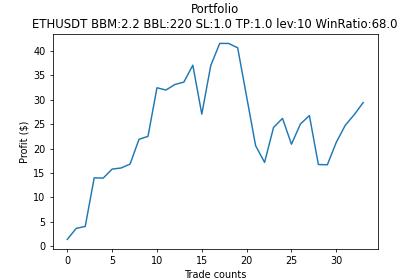 Portfolio
ETHUSDT BBM:2.2 BBL:220 SL:1.0 TP:1.0 lev:10 WinRatio:68.0
Profit ($)
40
35
30
25
20
15
10
5
0
0 5 10 15 20 25 30
Trade counts